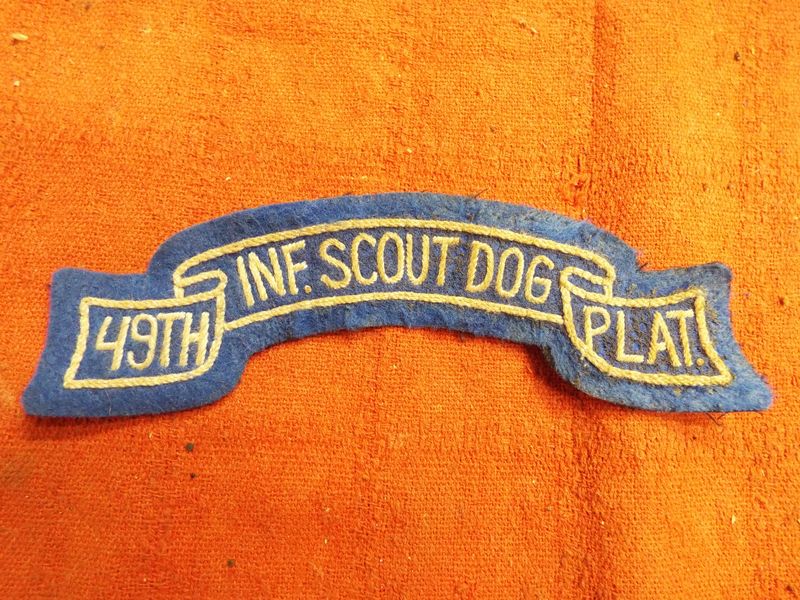 49TH INF. SCOUT DOG PLAT.